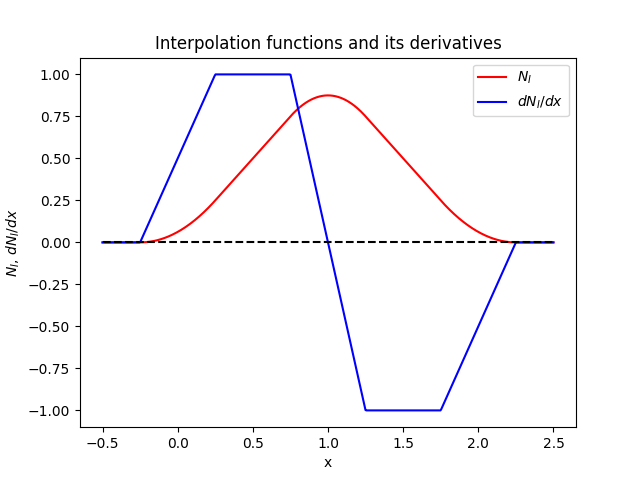 Interpolation functions and its derivatives
N_I
dN_I/dx
N_I, dN_I/dx
1.00
0.75
0.50
0.25
0.00
−0.25
−0.50
−0.75
−1.00
−0.5 0.0 0.5 1.0 1.5 2.0 2.5
x